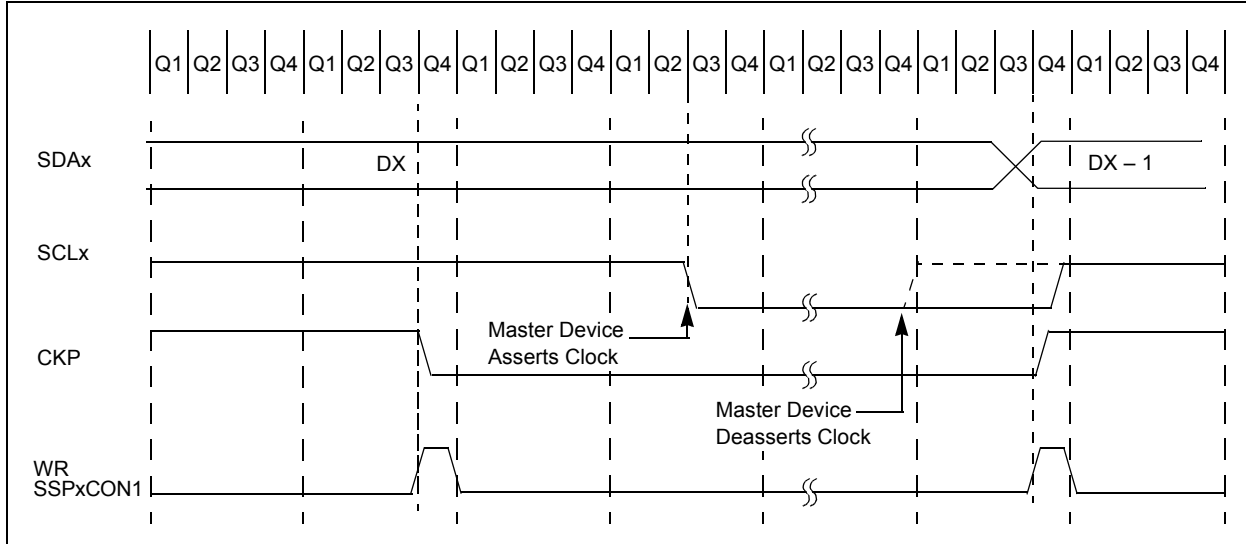 Q1 Q2 Q3 Q4 Q1 Q2 Q3 Q4 Q1 Q2 Q3 Q4 Q1 Q2 Q3 Q4 Q1 Q2 Q3 Q4 Q1 Q2 Q3 Q4 Q1 Q2 Q3 Q4
SDAx
DX
DX – 1
SCLx
Master Device
Asserts Clock
CKP
Master Device
Deasserts Clock
WR
SSPxCON1